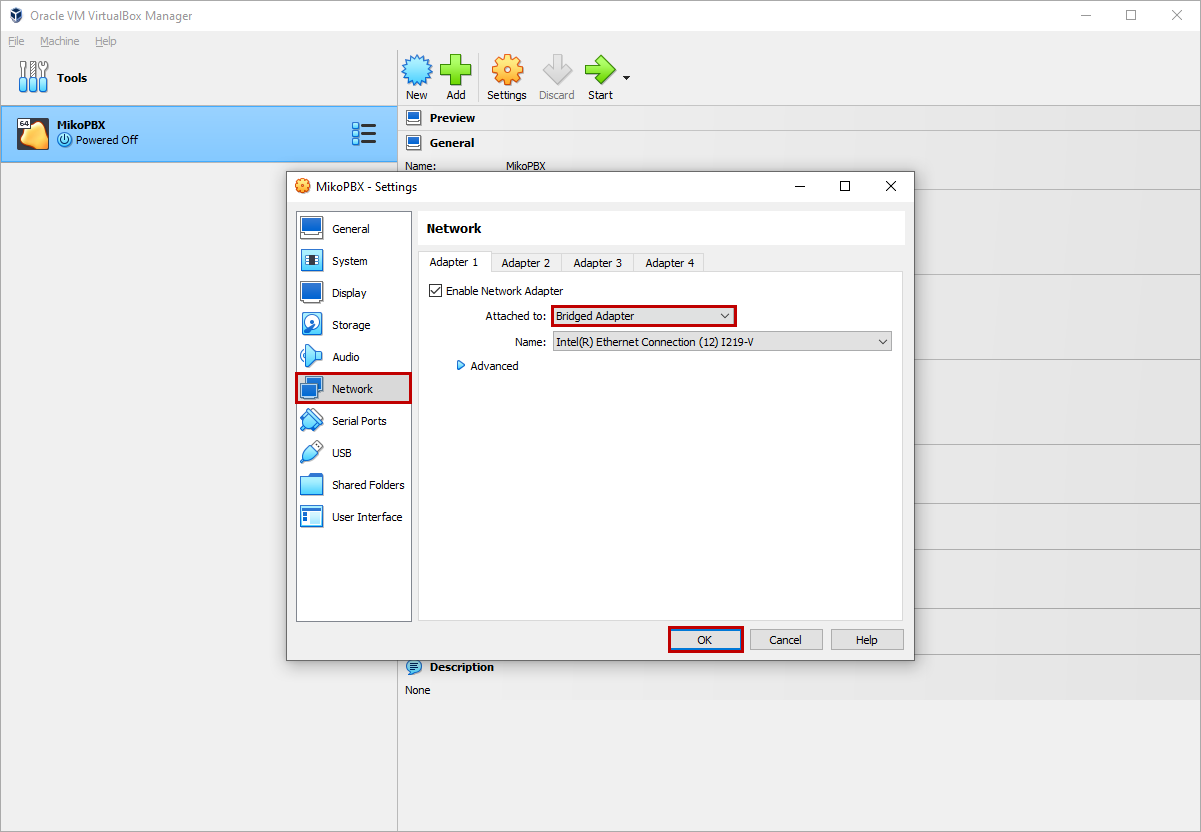 Oracle VM VirtualBox Manager
File Machine Help
Tools
New Add Settings Discard Start
64
MikoPBX
Powered Off
Preview
General
Name: MikoPBX
MikoPBX - Settings
General
System
Display
Storage
Audio
Network
Serial Ports
USB
Shared Folders
User Interface
Network
Adapter 1 Adapter 2 Adapter 3 Adapter 4
Enable Network Adapter
Attached to: Bridged Adapter
Name: Intel(R) Ethernet Connection (12) I219-V
Advanced
OK Cancel Help
Description
None